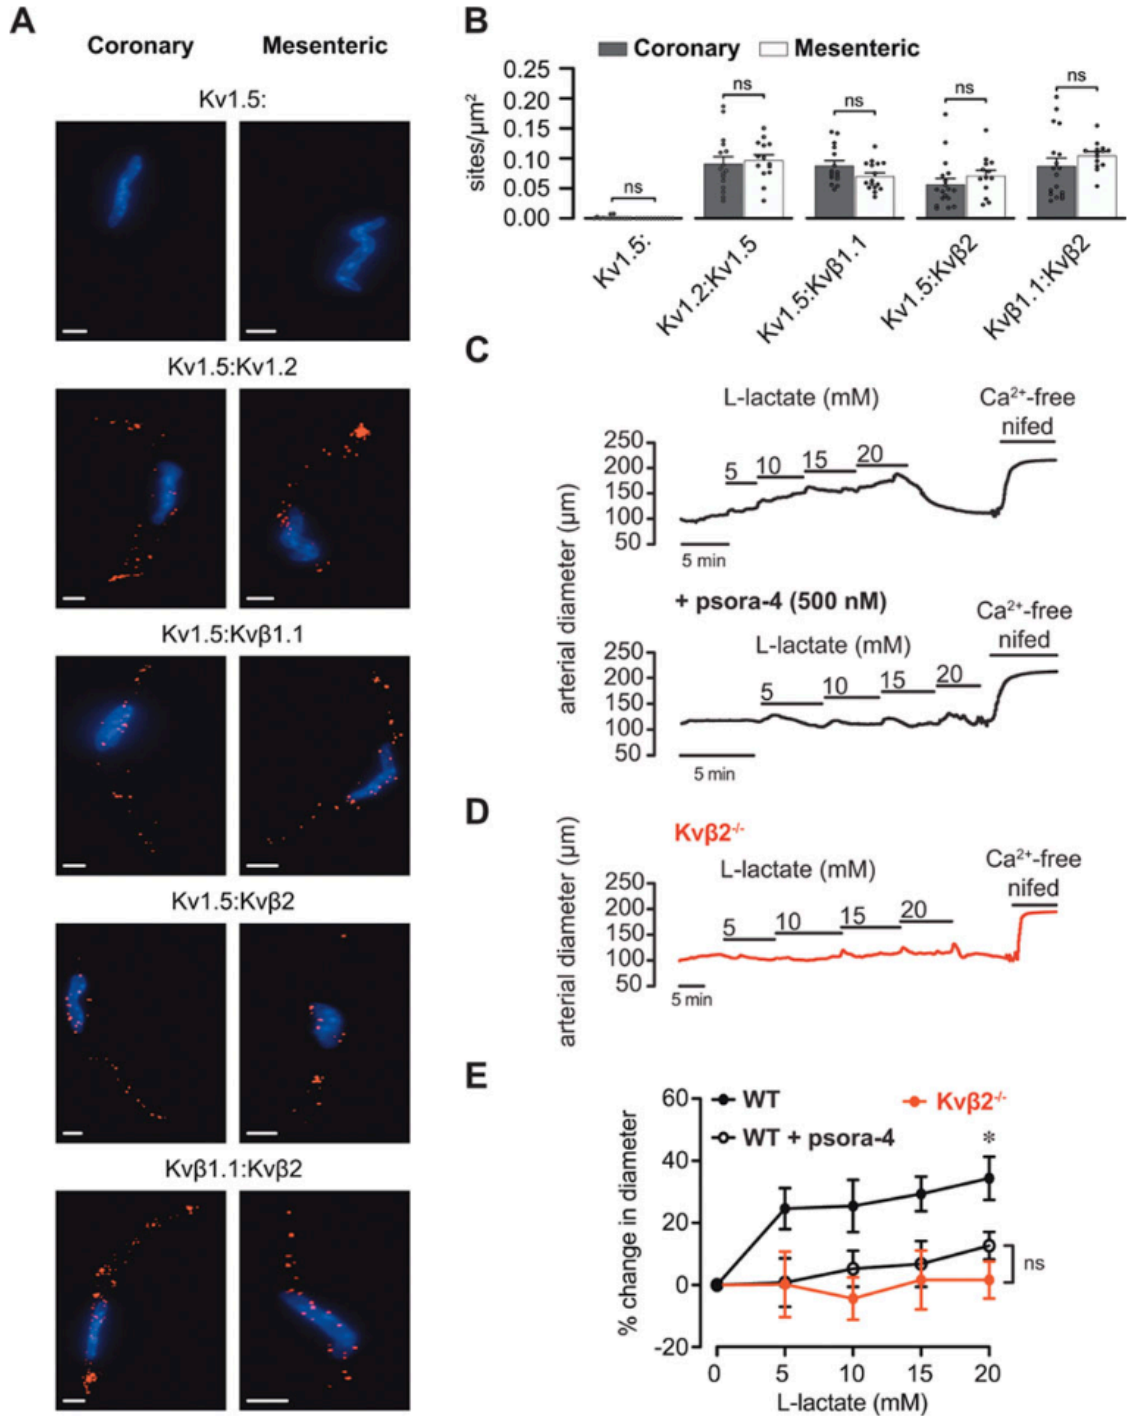 A
Coronary Mesenteric
Kv1.5:
Kv1.5:Kv1.2
Kv1.5:Kvβ1.1
Kv1.5:Kvβ2
Kvβ1.1:Kvβ2
B
Coronary Mesenteric
sites/µm²
0.25
0.20
0.15
0.10
0.05
0.00
ns
ns
ns
ns
ns
Kv1.5:
Kv1.2:Kv1.5
Kv1.5:Kvβ1.1
Kv1.5:Kvβ2
Kvβ1.1:Kvβ2
C
arterial diameter (µm)
L-lactate (mM)
Ca²⁺-free
nifed
250
200
150
100
50
5
10
15
20
5 min
+ psora-4 (500 nM)
L-lactate (mM)
Ca²⁺-free
nifed
250
200
150
100
50
5
10
15
20
5 min
D
Kvβ2⁻/⁻
arterial diameter (µm)
L-lactate (mM)
Ca²⁺-free
nifed
250
200
150
100
50
5
10
15
20
5 min
E
% change in diameter
60
40
20
0
-20
WT
Kvβ2⁻/⁻
WT + psora-4
*
ns
0 5 10 15 20
L-lactate (mM)